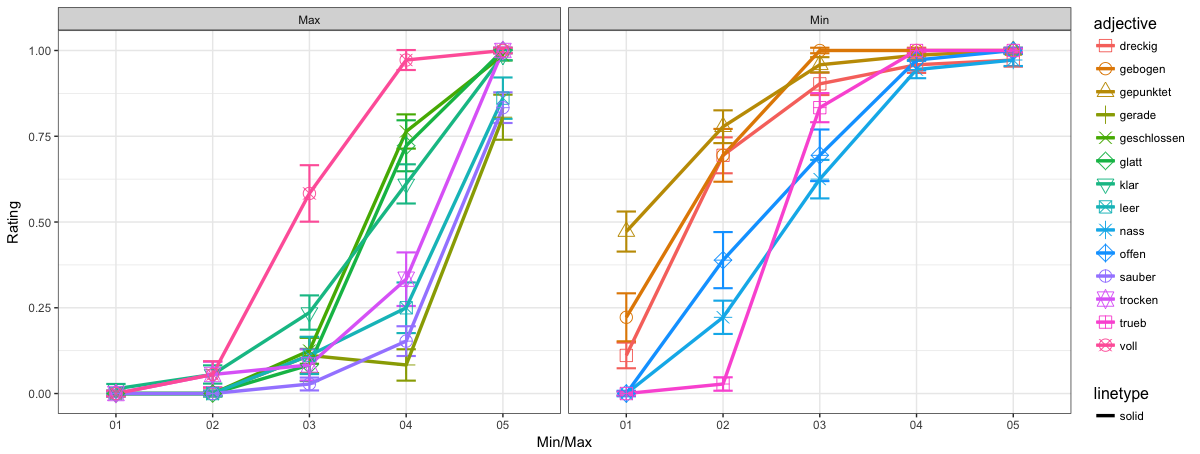 Max
Min
Rating
1.00
0.75
0.50
0.25
0.00
01 02 03 04 05
01 02 03 04 05
Min/Max
adjective
dreckig
gebogen
gepunktet
gerade
geschlossen
glatt
klar
leer
nass
offen
sauber
trocken
trueb
voll
linetype
solid